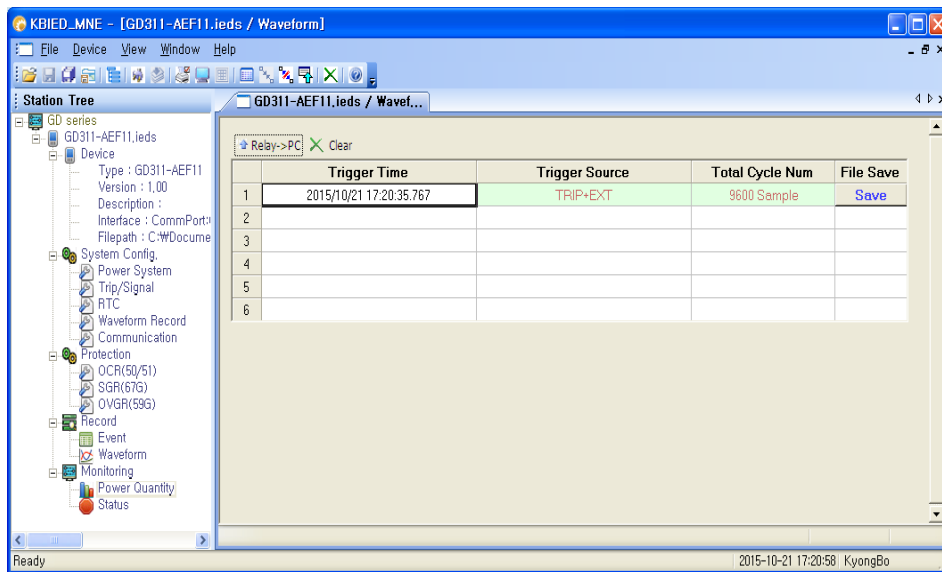 KBIED_MNE - [GD311-AEF11.ieds / Waveform]
File Device View Window Help
Station Tree
GD311-AEF11,ieds / Wavef...
GD series
GD311-AEF11,ieds
Device
Type : GD311-AEF11
Version : 1,00
Description :
Interface : CommPort:
Filepath : C:₩Docume
System Config,
Power System
Trip/Signal
RTC
Waveform Record
Communication
Protection
OCR(50/51)
SGR(67G)
OVGR(59G)
Record
Event
Waveform
Monitoring
Power Quantity
Status
Relay->PC Clear
Trigger Time Trigger Source Total Cycle Num File Save
1 2015/10/21 17:20:35.767 TRIP+EXT 9600 Sample Save
2
3
4
5
6
Ready 2015-10-21 17:20:58 KyongBo